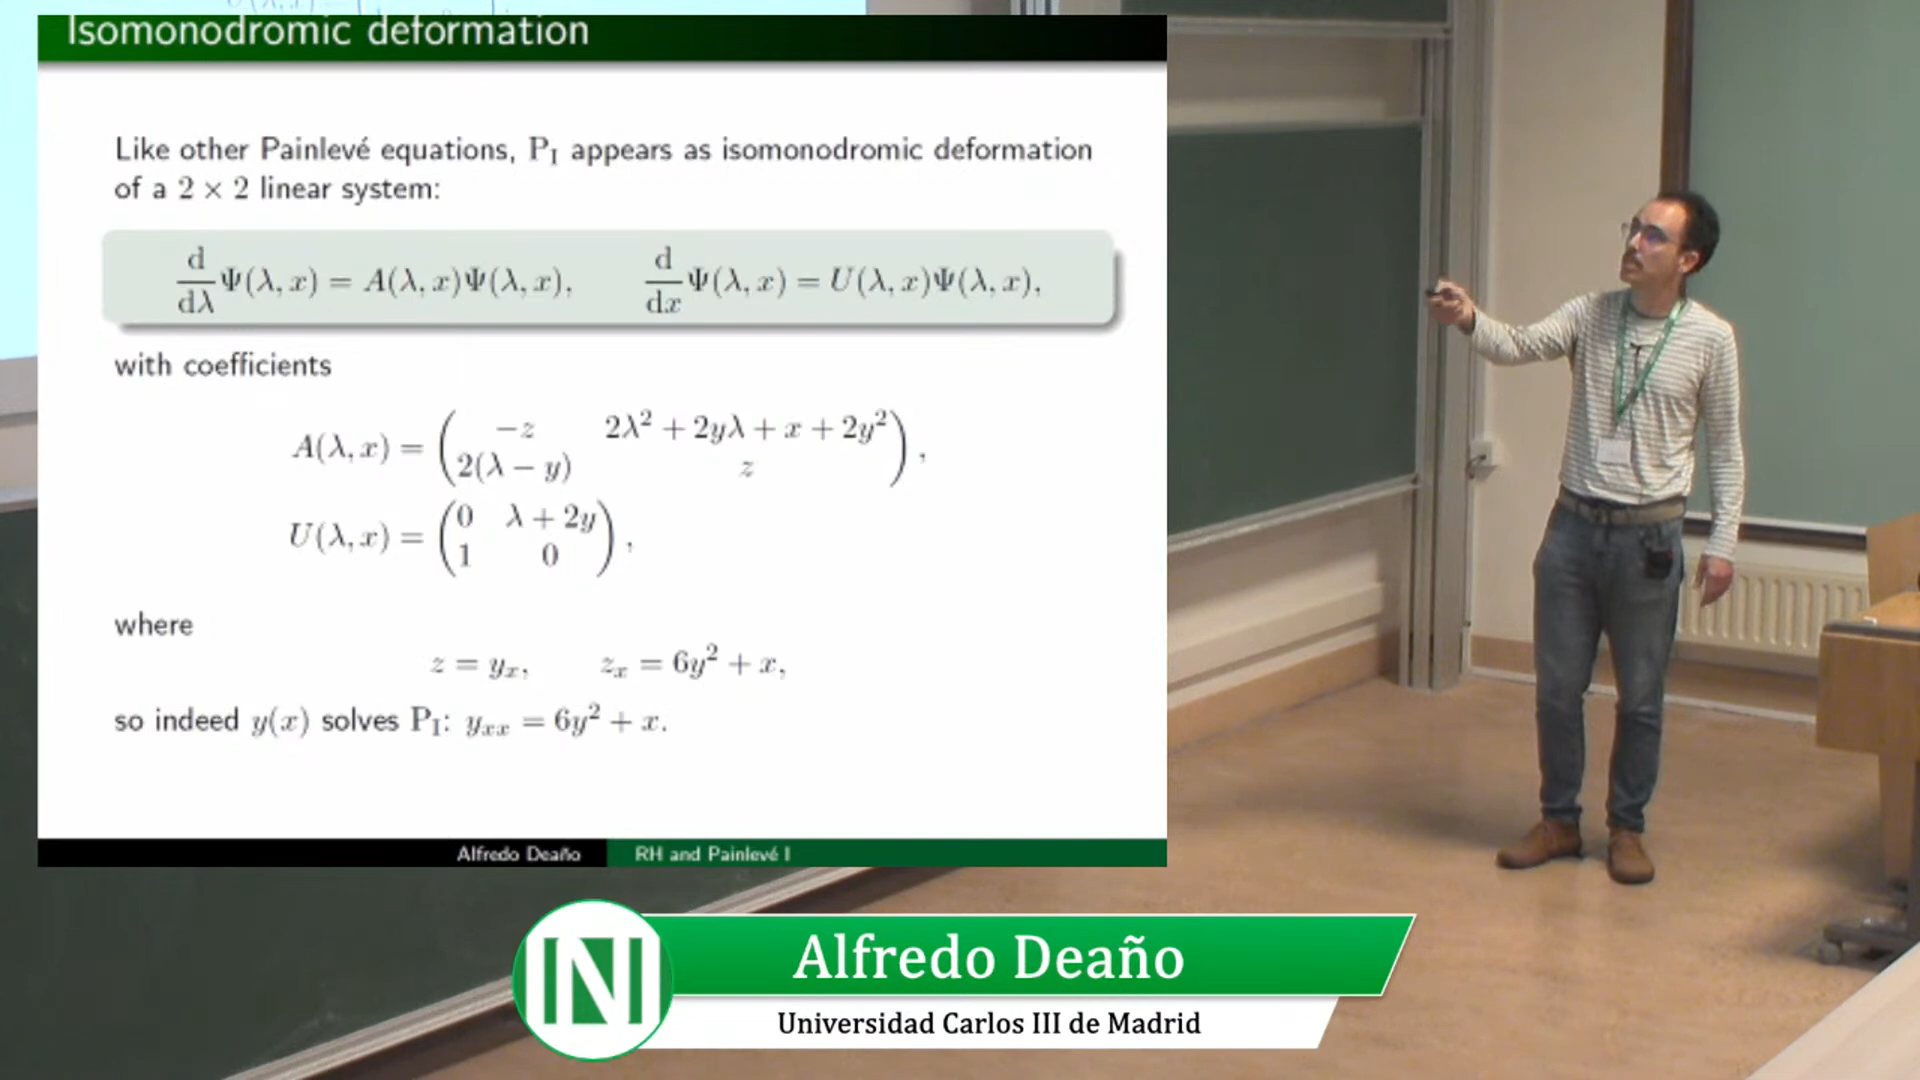 Isomonodromic deformation
Like other Painlevé equations, P_I appears as isomonodromic deformation
of a 2 × 2 linear system:
d/dλ Ψ(λ, x) = A(λ, x)Ψ(λ, x), d/dx Ψ(λ, x) = U(λ, x)Ψ(λ, x),
with coefficients
A(λ, x) = ( −z 2λ² + 2yλ + x + 2y² ; 2(λ − y) z ),
U(λ, x) = ( 0 λ + 2y ; 1 0 ),
where
z = y_x, z_x = 6y² + x,
so indeed y(x) solves P_I: y_xx = 6y² + x.
Alfredo Deaño RH and Painlevé I
N
Alfredo Deaño
Universidad Carlos III de Madrid